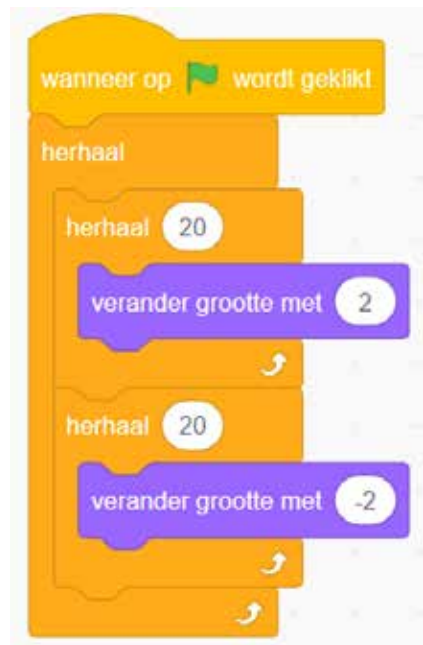 wanneer op wordt geklikt
herhaal
herhaal 20
verander grootte met 2
herhaal 20
verander grootte met -2